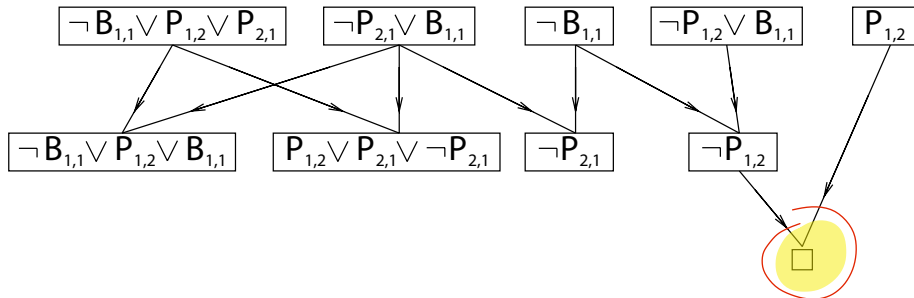 ¬B₁,₁ ∨ P₁,₂ ∨ P₂,₁
¬P₂,₁ ∨ B₁,₁
¬B₁,₁
¬P₁,₂ ∨ B₁,₁
P₁,₂
¬B₁,₁ ∨ P₁,₂ ∨ B₁,₁
P₁,₂ ∨ P₂,₁ ∨ ¬P₂,₁
¬P₂,₁
¬P₁,₂